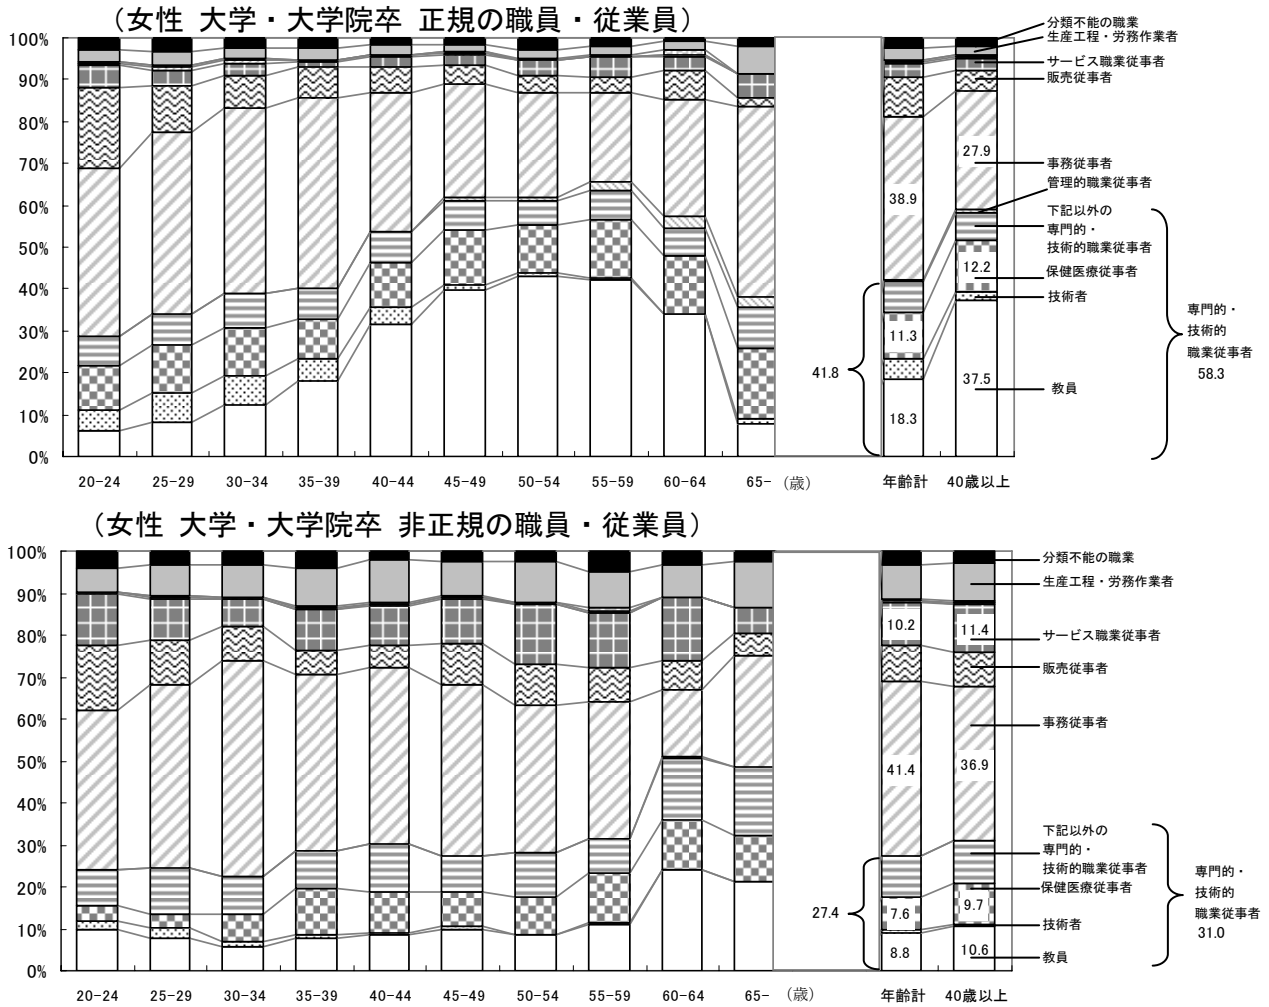 （女性 大学・大学院卒 正規の職員・従業員）
100%
90%
80%
70%
60%
50%
40%
30%
20%
10%
0%
20-24 25-29 30-34 35-39 40-44 45-49 50-54 55-59 60-64 65- (歳) 年齢計 40歳以上
38.9
11.3
18.3
41.8
27.9
12.2
37.5
分類不能の職業
生産工程・労務作業者
サービス職業従事者
販売従事者
事務従事者
管理的職業従事者
下記以外の
専門的・
技術的職業従事者
保健医療従事者
技術者
教員
専門的・
技術的
職業従事者
58.3
（女性 大学・大学院卒 非正規の職員・従業員）
100%
90%
80%
70%
60%
50%
40%
30%
20%
10%
0%
20-24 25-29 30-34 35-39 40-44 45-49 50-54 55-59 60-64 65- (歳) 年齢計 40歳以上
10.2
41.4
7.6
8.8
27.4
11.4
36.9
9.7
10.6
分類不能の職業
生産工程・労務作業者
サービス職業従事者
販売従事者
事務従事者
下記以外の
専門的・
技術的職業従事者
保健医療従事者
技術者
教員
専門的・
技術的
職業従事者
31.0